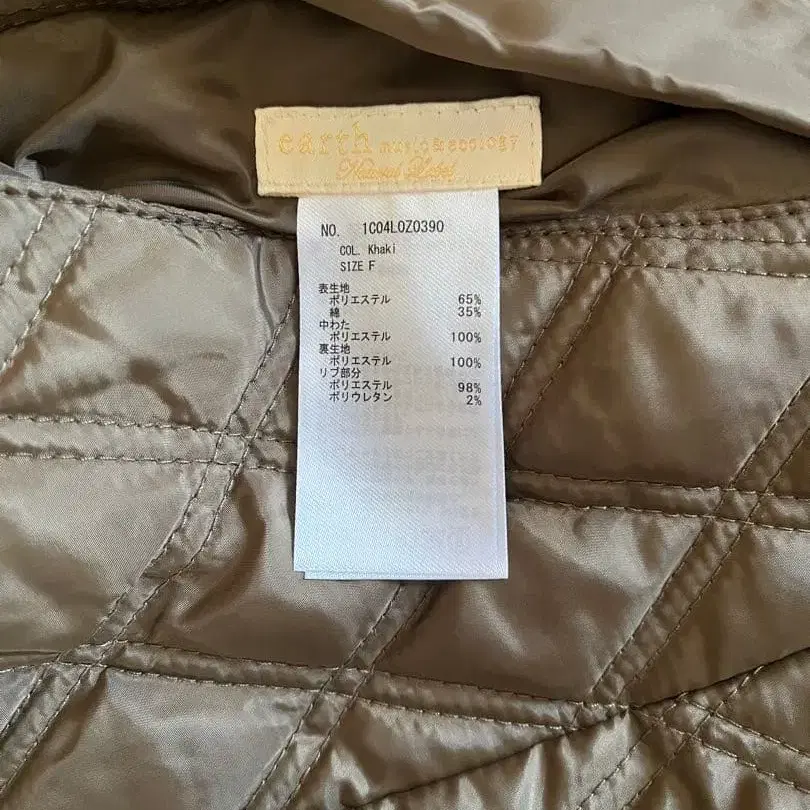 earth music&ecology
Natural Label
NO. 1C04L0Z0390
COL. Khaki
SIZE F
表生地
ポリエステル 65%
綿 35%
中わた
ポリエステル 100%
裏生地
ポリエステル 100%
リブ部分
ポリエステル 98%
ポリウレタン 2%